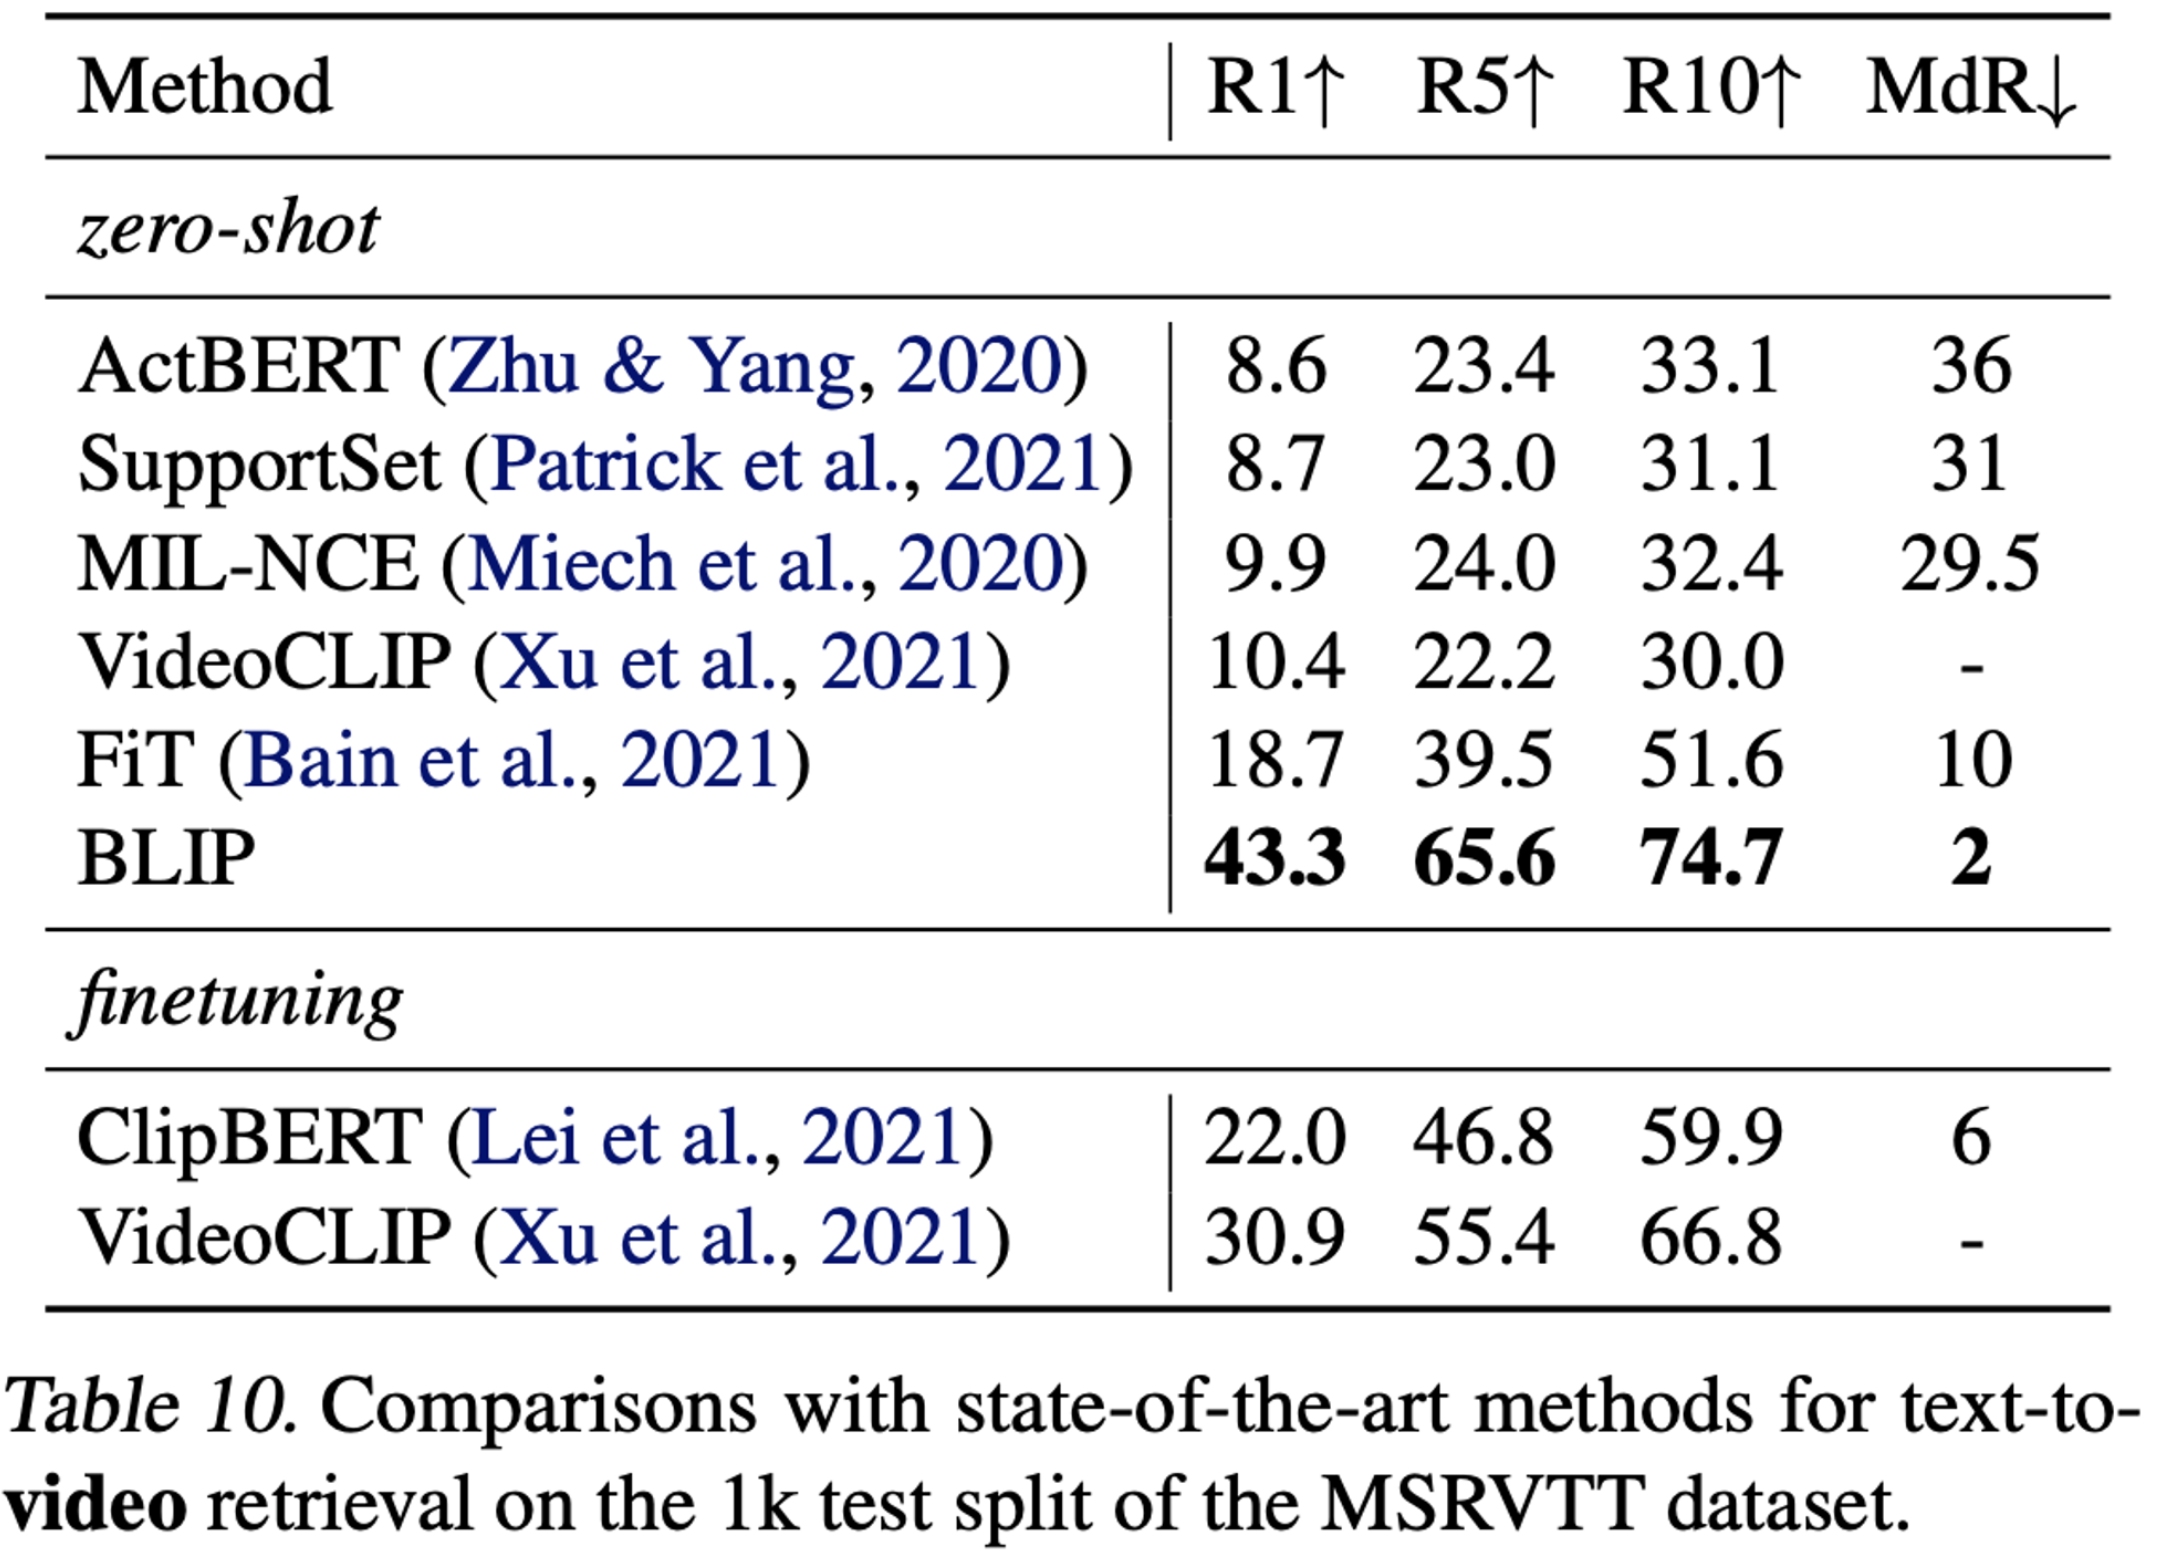 Method R1↑ R5↑ R10↑ MdR↓
zero-shot
ActBERT (Zhu & Yang, 2020) 8.6 23.4 33.1 36
SupportSet (Patrick et al., 2021) 8.7 23.0 31.1 31
MIL-NCE (Miech et al., 2020) 9.9 24.0 32.4 29.5
VideoCLIP (Xu et al., 2021) 10.4 22.2 30.0 -
FiT (Bain et al., 2021) 18.7 39.5 51.6 10
BLIP 43.3 65.6 74.7 2
finetuning
ClipBERT (Lei et al., 2021) 22.0 46.8 59.9 6
VideoCLIP (Xu et al., 2021) 30.9 55.4 66.8 -
Table 10. Comparisons with state-of-the-art methods for text-to-
video retrieval on the 1k test split of the MSRVTT dataset.